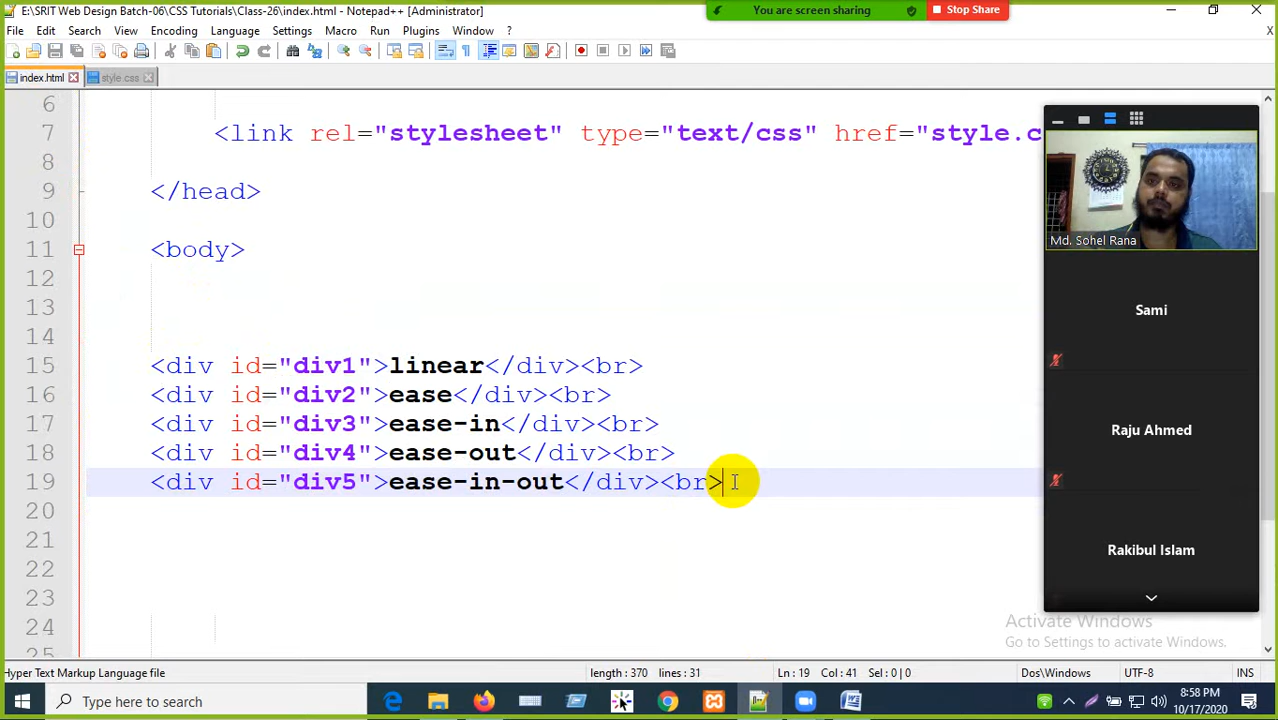 E:\SRIT Web Design Batch-06\CSS Tutorials\Class-26\index.html - Notepad++ [Administrator]
You are screen sharing
Stop Share
File Edit Search View Encoding Language Settings Macro Run Plugins Window ? X
index.html style.css
6
7 <link rel="stylesheet" type="text/css" href="style.c
8
9 </head>
10
11 <body>
12
13
14
15 <div id="div1">linear</div><br>
16 <div id="div2">ease</div><br>
17 <div id="div3">ease-in</div><br>
18 <div id="div4">ease-out</div><br>
19 <div id="div5">ease-in-out</div><br>
20
21
22
23
24
25
Md. Sohel Rana
Sami
Raju Ahmed
Rakibul Islam
Activate Windows
Go to Settings to activate Windows.
Hyper Text Markup Language file length : 370 lines : 31 Ln : 19 Col : 41 Sel : 0 | 0 Dos\Windows UTF-8 INS
Type here to search
8:58 PM
10/17/2020